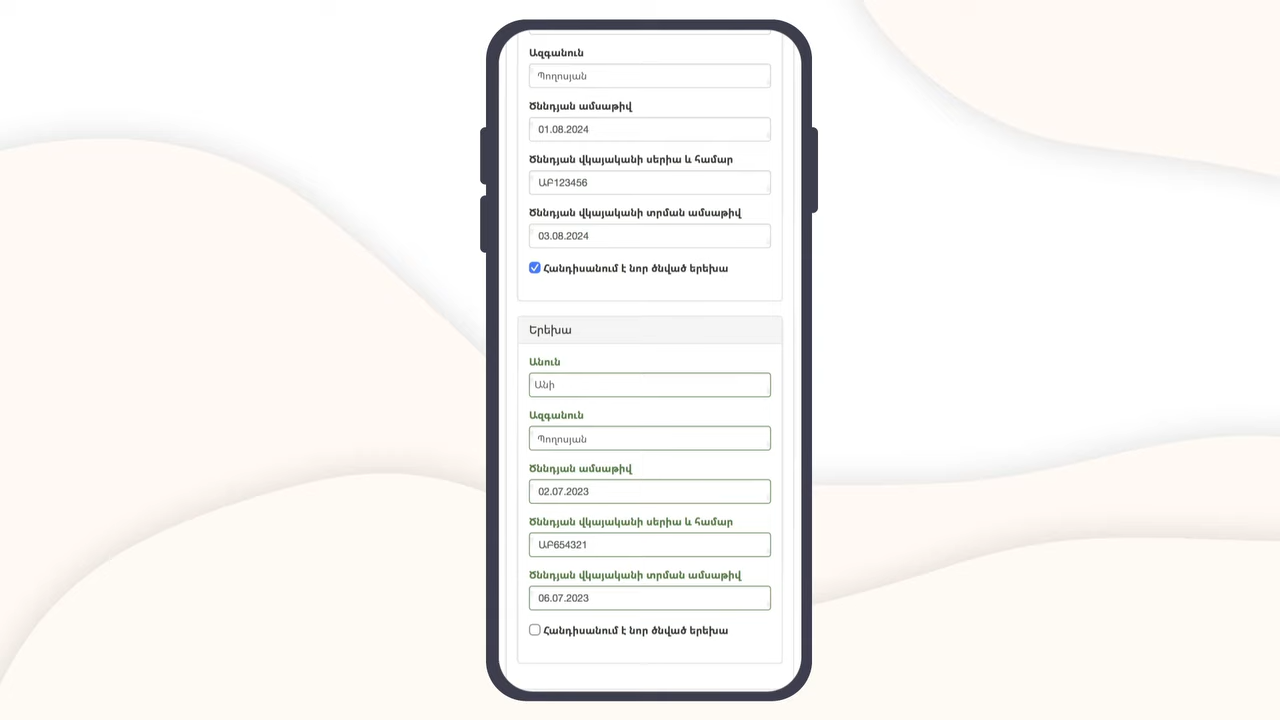 Ազգանուն
Պողոսյան
Ծննդյան ամսաթիվ
01.08.2024
Ծննդյան վկայականի սերիա և համար
ԱԲ123456
Ծննդյան վկայականի տրման ամսաթիվ
03.08.2024
Հանդիսանում է նոր ծնված երեխա
Երեխա
Անուն
Անի
Ազգանուն
Պողոսյան
Ծննդյան ամսաթիվ
02.07.2023
Ծննդյան վկայականի սերիա և համար
ԱԲ654321
Ծննդյան վկայականի տրման ամսաթիվ
06.07.2023
Հանդիսանում է նոր ծնված երեխա